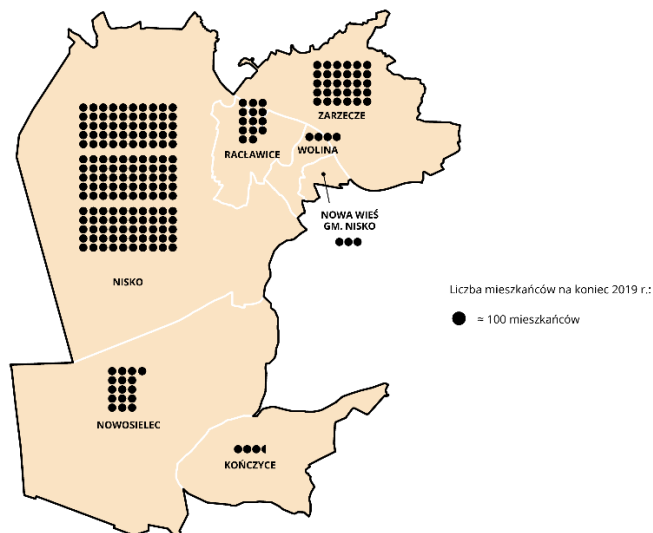 ZARZECZE
RACŁAWICE
WOLINA
NOWA WIEŚ
GM. NISKO
NISKO
Liczba mieszkańców na koniec 2019 r.:
= 100 mieszkańców
NOWOSIELEC
KOŃCZYCE